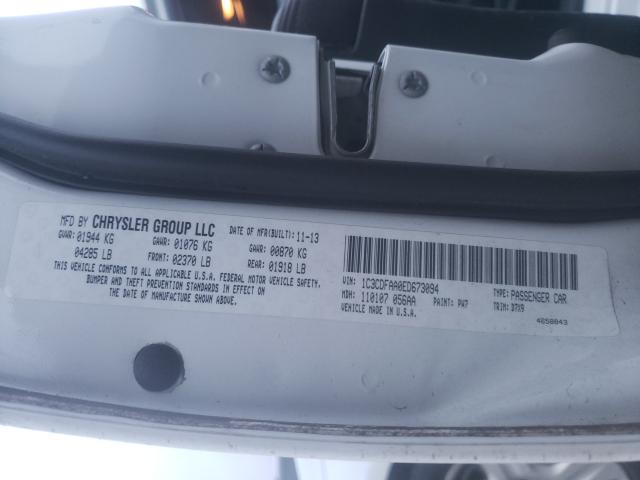 MFD BY CHRYSLER GROUP LLC DATE OF MFR(BUILT): 11-13
GVWR: 01944 KG GAWR: 01076 KG GAWR: 00870 KG
04285 LB FRONT: 02370 LB REAR: 01918 LB
THIS VEHICLE CONFORMS TO ALL APPLICABLE U.S.A. FEDERAL MOTOR VEHICLE SAFETY,
BUMPER AND THEFT PREVENTION STANDARDS IN EFFECT ON
THE DATE OF MANUFACTURE SHOWN ABOVE.
VIN: 1C3CDFAA0ED673094 TYPE: PASSENGER CAR
MDH: 110107 056AA PAINT: PW7 TRIM: D7X9
VEHICLE MADE IN U.S.A. 4658843